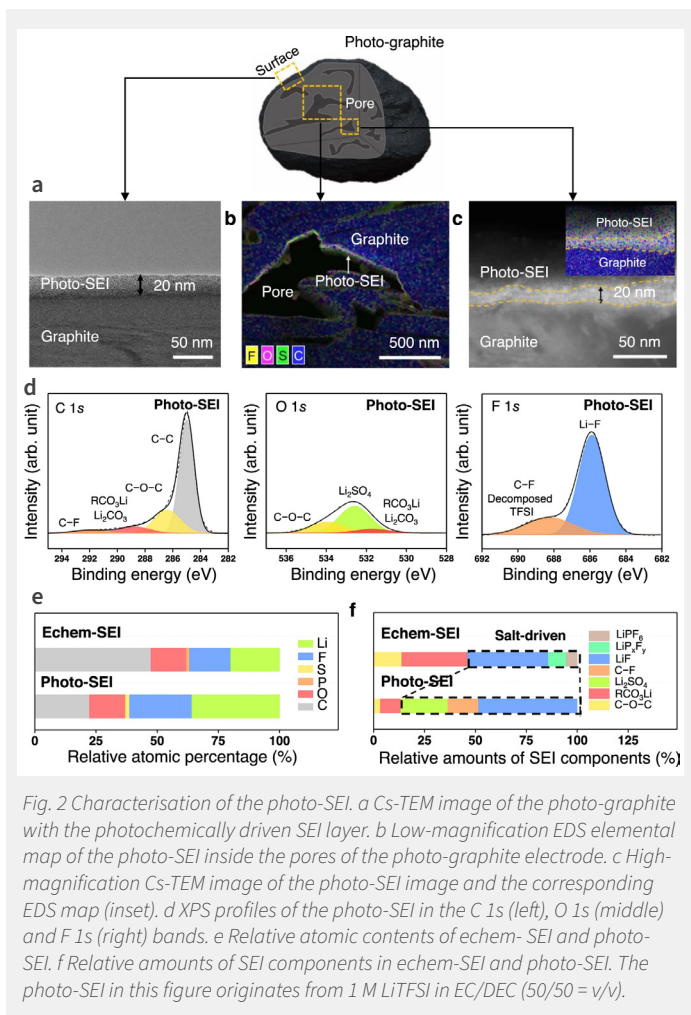 Photo-graphite
Surface
Pore
a
b
c
Photo-SEI
20 nm
Graphite
50 nm
Graphite
Photo-SEI
Pore
F O S C
500 nm
Photo-SEI
Graphite
Photo-SEI
20 nm
Graphite
50 nm
d
C 1s
Photo-SEI
C–C
C–O–C
RCO3Li
Li2CO3
C–F
Intensity (arb. unit)
294 292 290 288 286 284 282
Binding energy (eV)
O 1s
Photo-SEI
Li2SO4
C–O–C
RCO3Li
Li2CO3
Intensity (arb. unit)
536 534 532 530 528
Binding energy (eV)
F 1s
Photo-SEI
Li–F
C–F
Decomposed
TFSI
Intensity (arb. unit)
692 690 688 686 684 682
Binding energy (eV)
e
Echem-SEI
Photo-SEI
Li
F
S
P
O
C
0 25 50 75 100
Relative atomic percentage (%)
f
Echem-SEI
Salt-driven
Photo-SEI
LiPF6
LiPxFy
LiF
C–F
Li2SO4
RCO3Li
C–O–C
0 25 50 75 100 125
Relative amounts of SEI components (%)
Fig. 2 Characterisation of the photo-SEI. a Cs-TEM image of the photo-graphite
with the photochemically driven SEI layer. b Low-magnification EDS elemental
map of the photo-SEI inside the pores of the photo-graphite electrode. c High-
magnification Cs-TEM image of the photo-SEI image and the corresponding
EDS map (inset). d XPS profiles of the photo-SEI in the C 1s (left), O 1s (middle)
and F 1s (right) bands. e Relative atomic contents of echem- SEI and photo-
SEI. f Relative amounts of SEI components in echem-SEI and photo-SEI. The
photo-SEI in this figure originates from 1 M LiTFSI in EC/DEC (50/50 = v/v).